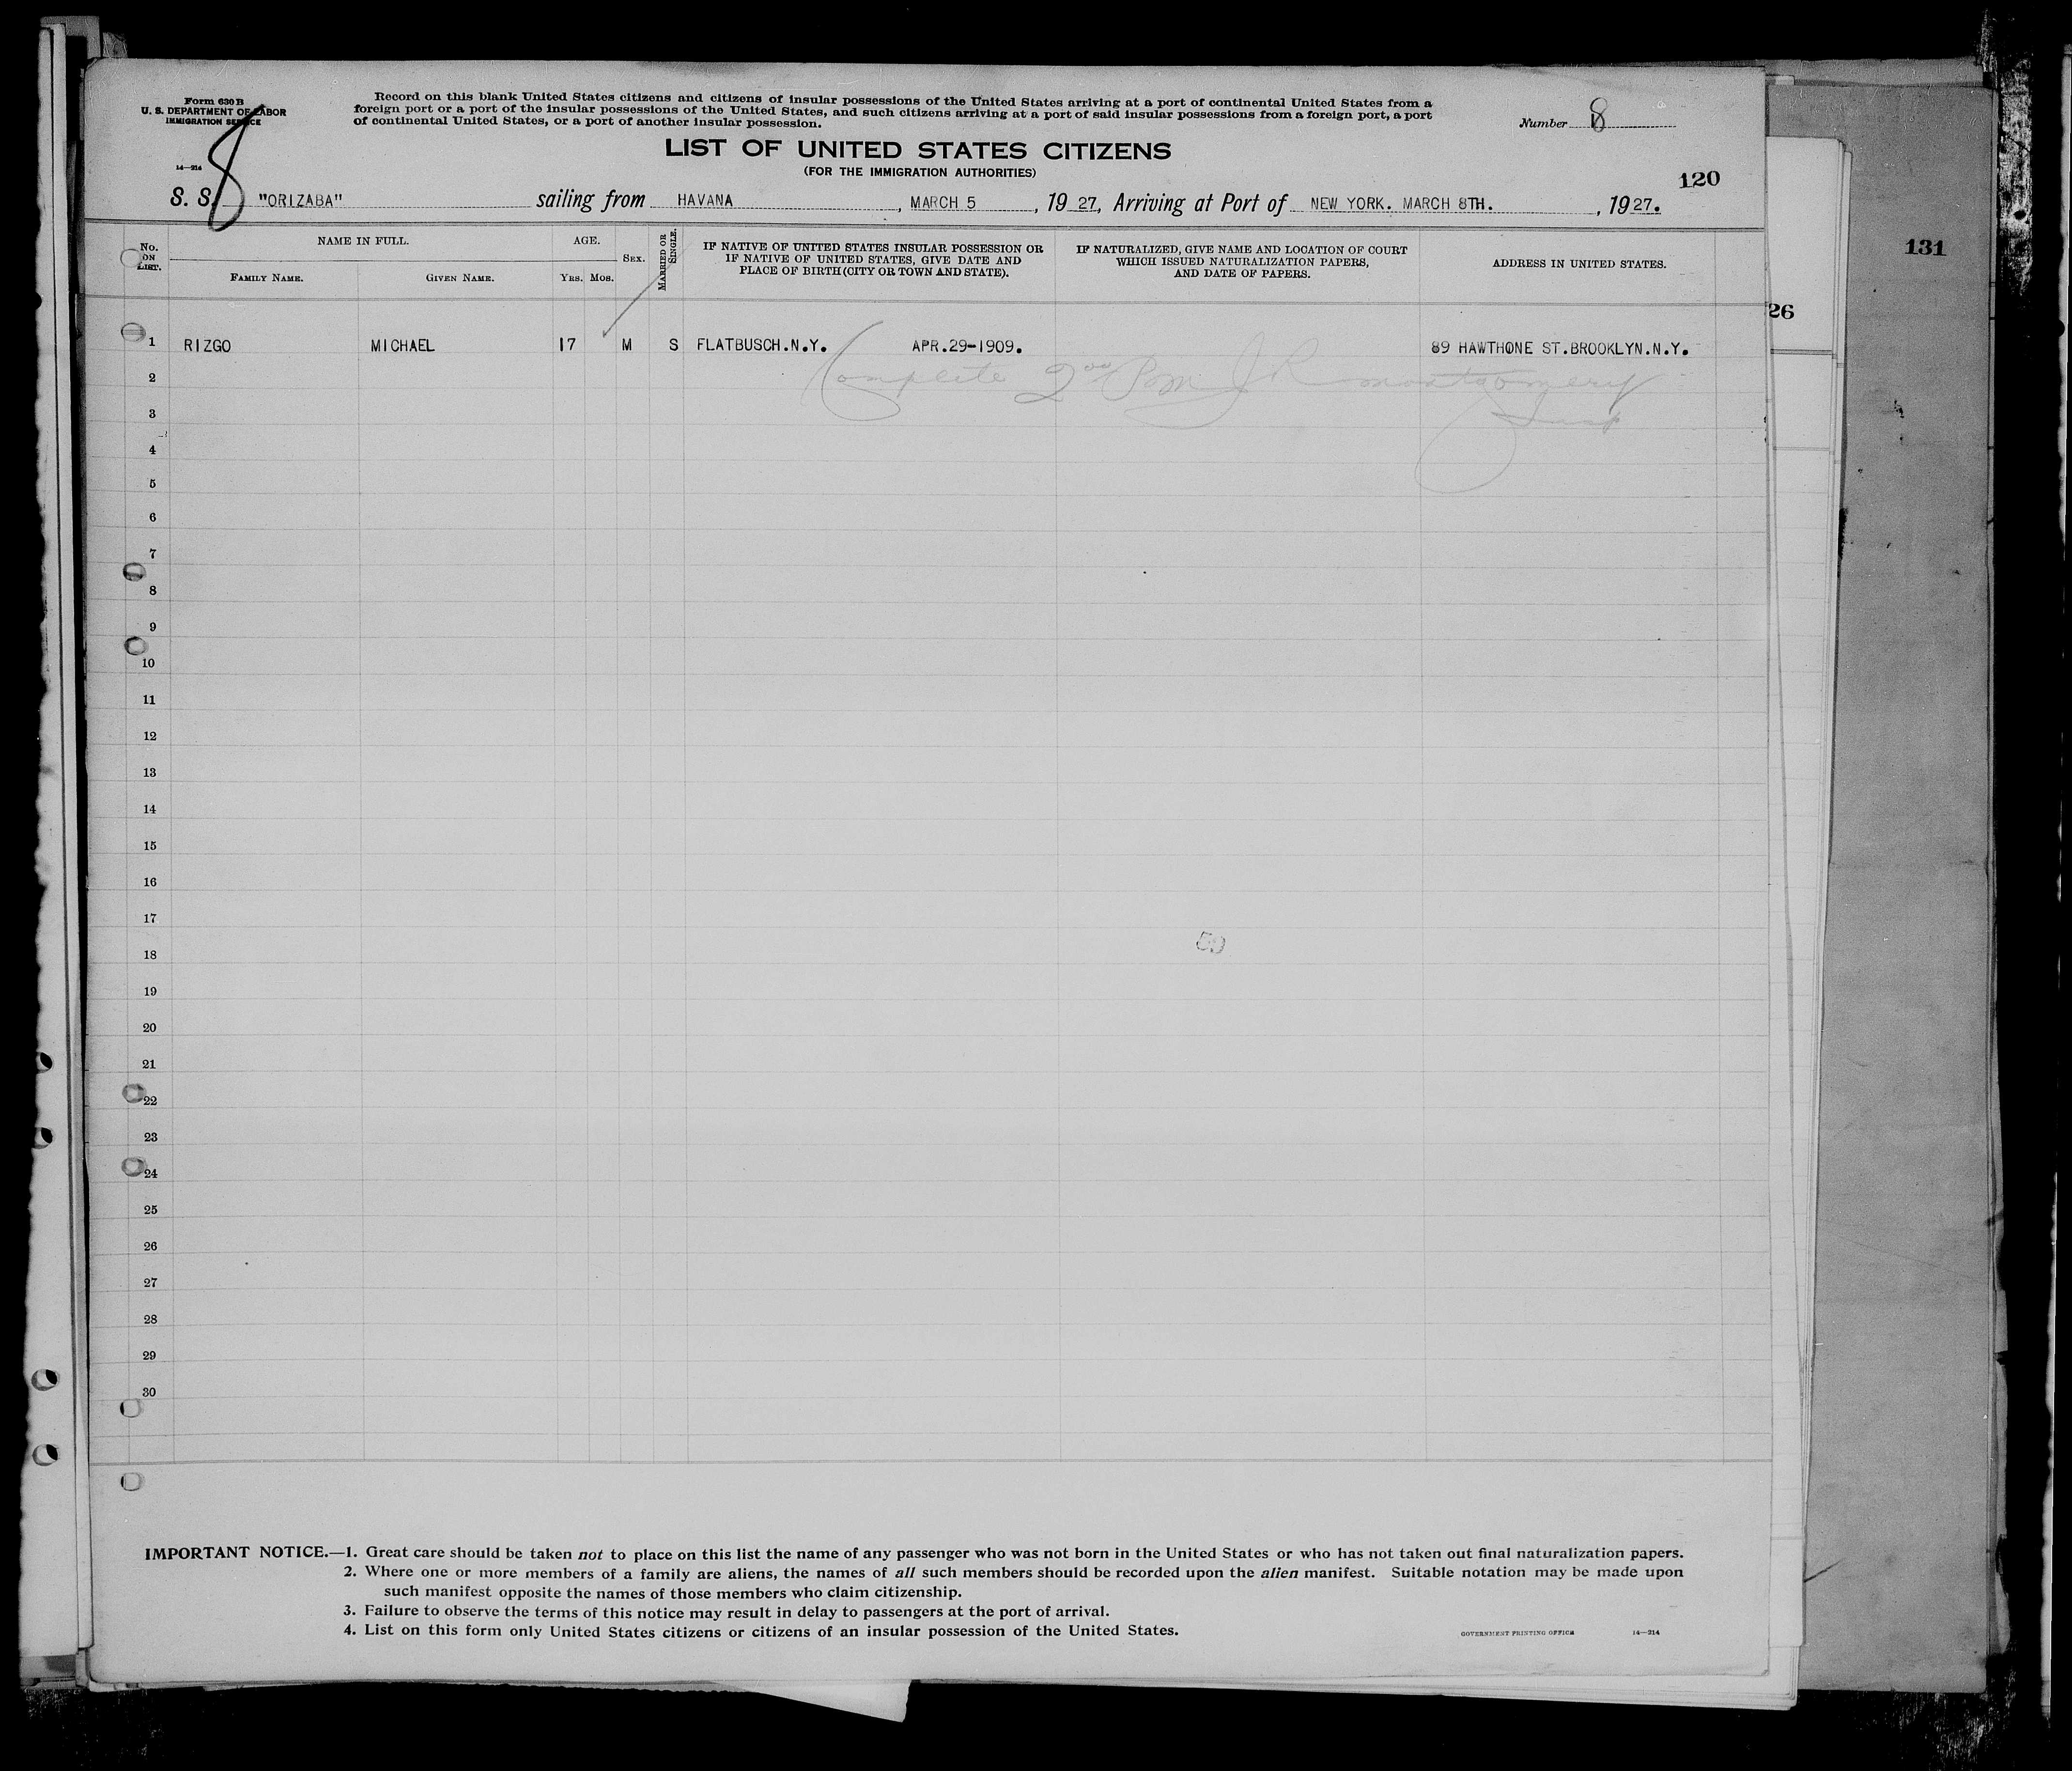 Form 630 B
U. S. DEPARTMENT OF LABOR
IMMIGRATION SERVICE
14—214
8
Record on this blank United States citizens and citizens of insular possessions of the United States arriving at a port of continental United States from a
foreign port or a port of the insular possessions of the United States, and such citizens arriving at a port of said insular possessions from a foreign port, a port
of continental United States, or a port of another insular possession.
Number 8
LIST OF UNITED STATES CITIZENS
(FOR THE IMMIGRATION AUTHORITIES)
120
S. S. "ORIZABA" sailing from HAVANA, MARCH 5, 1927, Arriving at Port of NEW YORK. MARCH 8TH., 1927.
131
No. ON LIST.
NAME IN FULL.
FAMILY NAME.
GIVEN NAME.
AGE.
YRS. MOS.
SEX.
MARRIED OR SINGLE.
IF NATIVE OF UNITED STATES INSULAR POSSESSION OR
IF NATIVE OF UNITED STATES, GIVE DATE AND
PLACE OF BIRTH (CITY OR TOWN AND STATE).
IF NATURALIZED, GIVE NAME AND LOCATION OF COURT
WHICH ISSUED NATURALIZATION PAPERS,
AND DATE OF PAPERS.
ADDRESS IN UNITED STATES.
26
1 RIZGO MICHAEL 17 M S FLATBUSCH.N.Y. APR.29-1909. 89 HAWTHONE ST.BROOKLYN.N.Y.
Complete 2nd J R Montgomery
Insp
2
3
4
5
6
7
8
9
10
11
12
13
14
15
16
17
18
19
20
21
22
23
24
25
26
27
28
29
30
IMPORTANT NOTICE.—1. Great care should be taken not to place on this list the name of any passenger who was not born in the United States or who has not taken out final naturalization papers.
2. Where one or more members of a family are aliens, the names of all such members should be recorded upon the alien manifest. Suitable notation may be made upon
such manifest opposite the names of those members who claim citizenship.
3. Failure to observe the terms of this notice may result in delay to passengers at the port of arrival.
4. List on this form only United States citizens or citizens of an insular possession of the United States.
GOVERNMENT PRINTING OFFICE 14—214